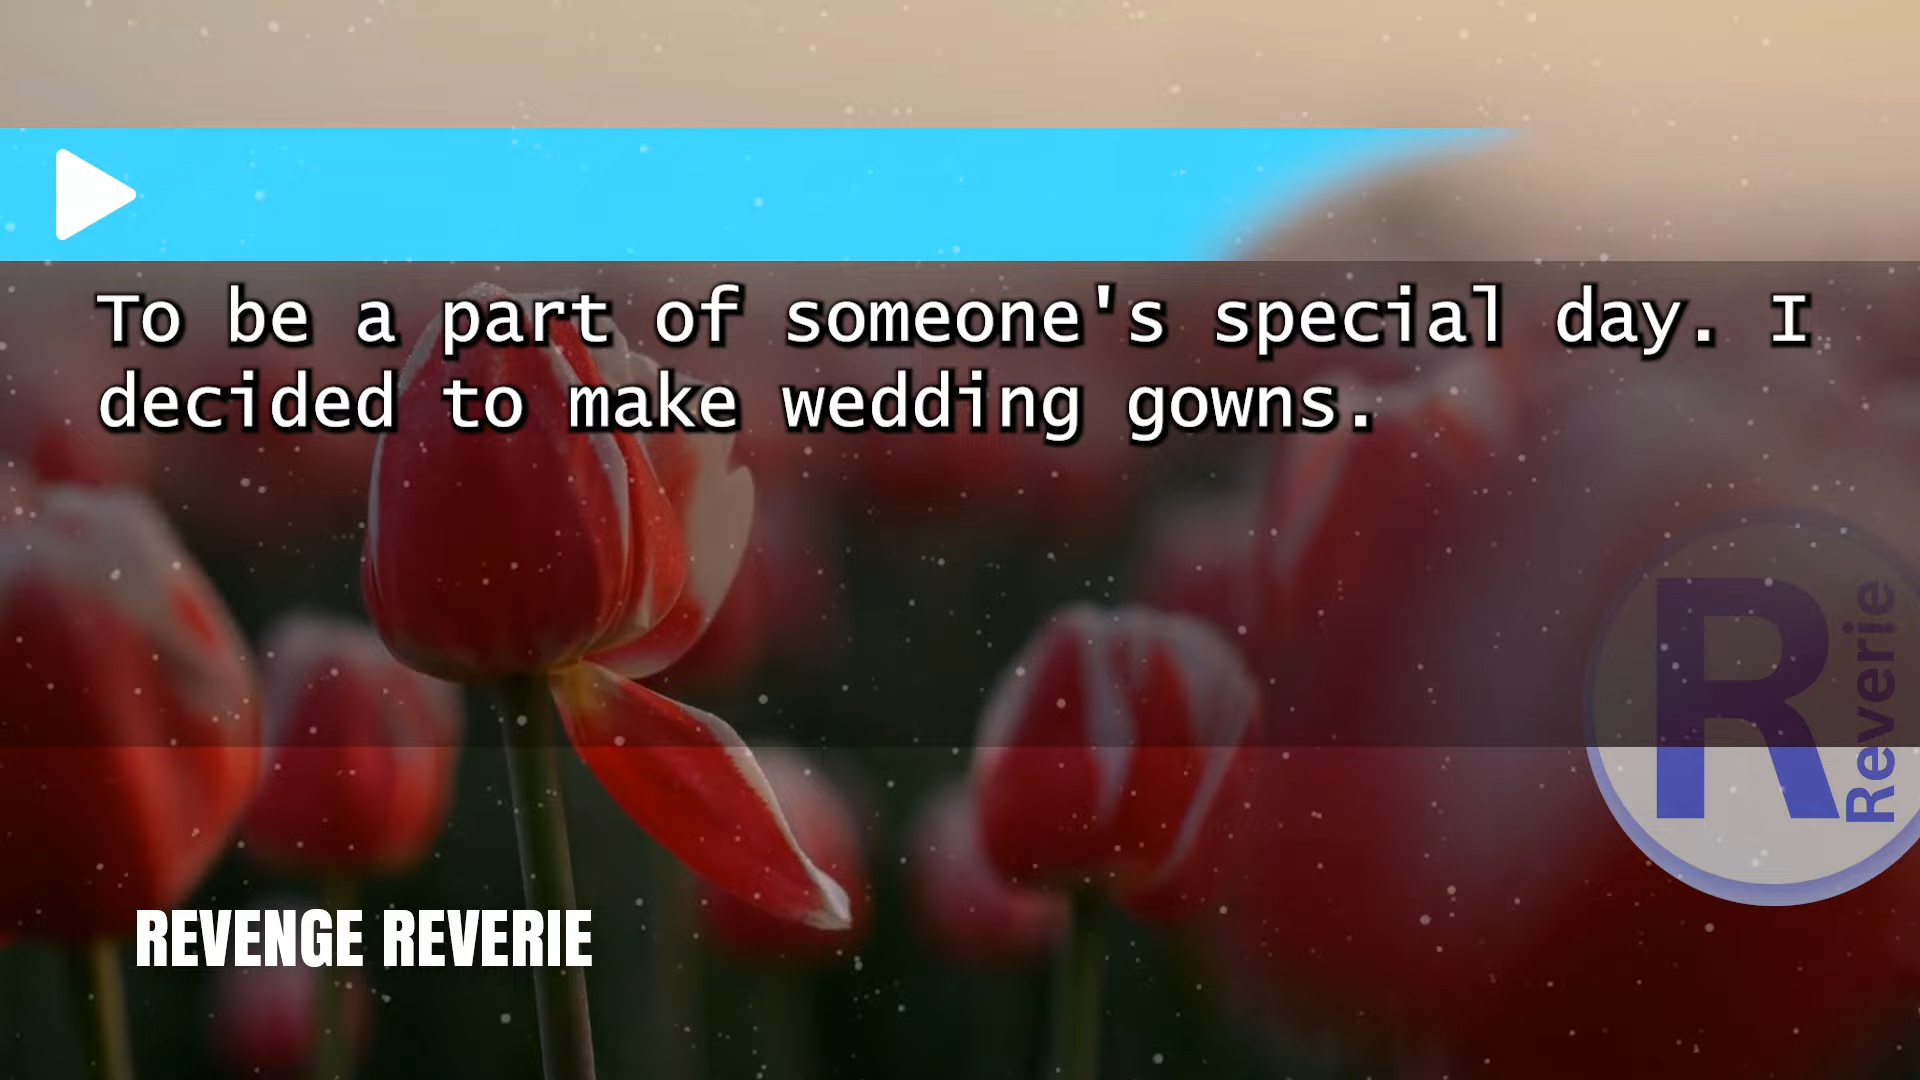 To be a part of someone's special day. I
decided to make wedding gowns.
R
Reverie
REVENGE REVERIE